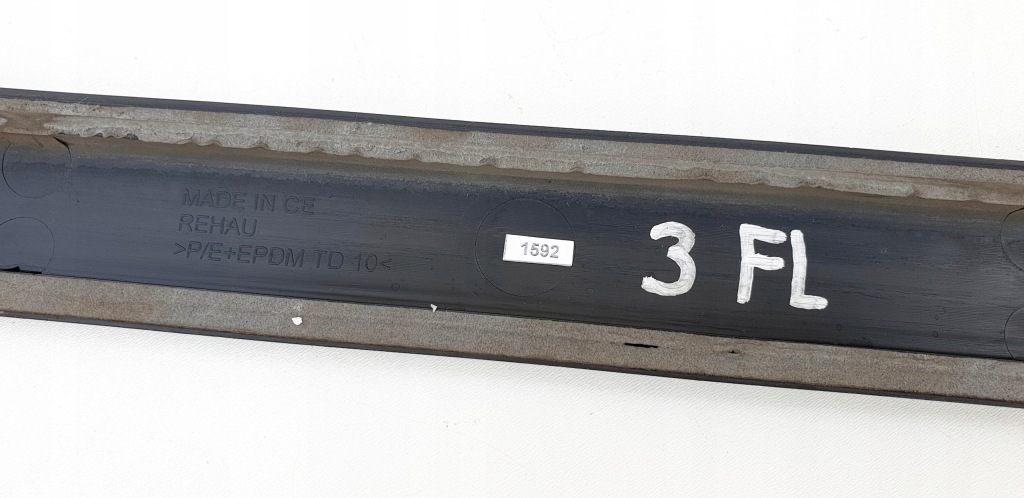 MADE IN CE
REHAU
>P/E+EPDM TD 10<
1592
3 FL